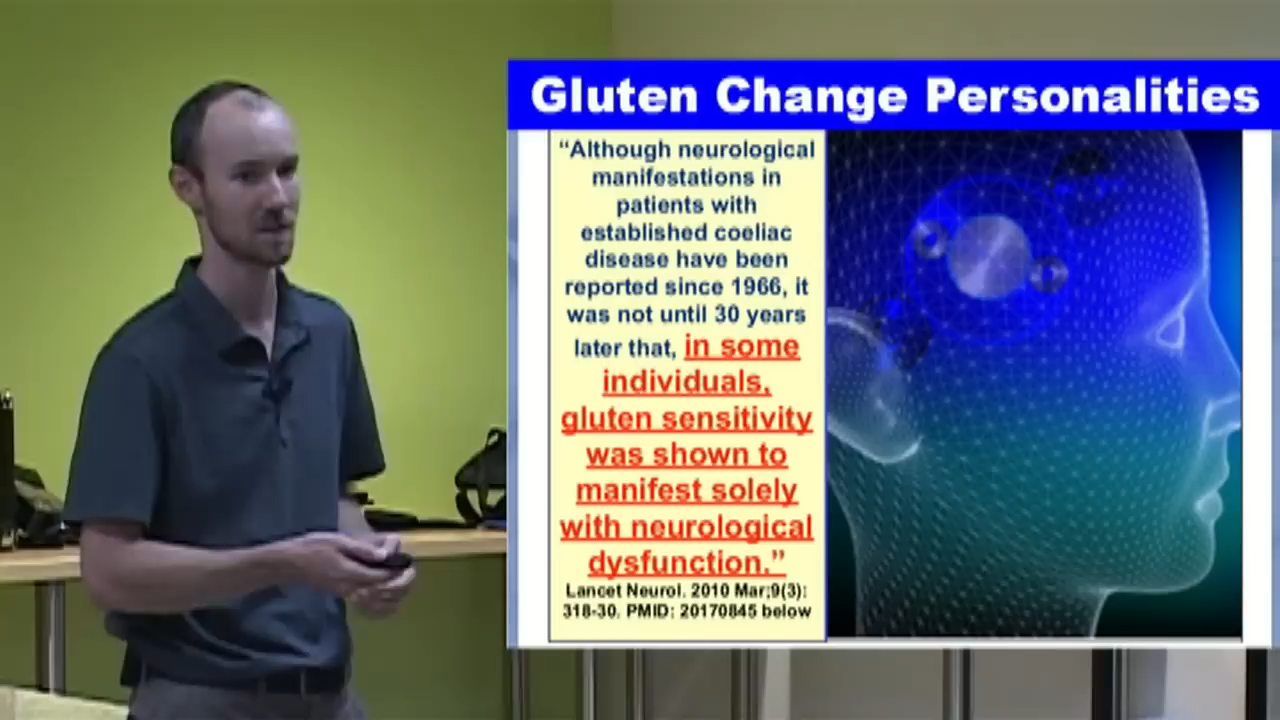 Gluten Change Personalities
“Although neurological
manifestations in
patients with
established coeliac
disease have been
reported since 1966, it
was not until 30 years
later that, in some
individuals,
gluten sensitivity
was shown to
manifest solely
with neurological
dysfunction.”
Lancet Neurol. 2010 Mar;9(3):
318-30. PMID: 20170845 below